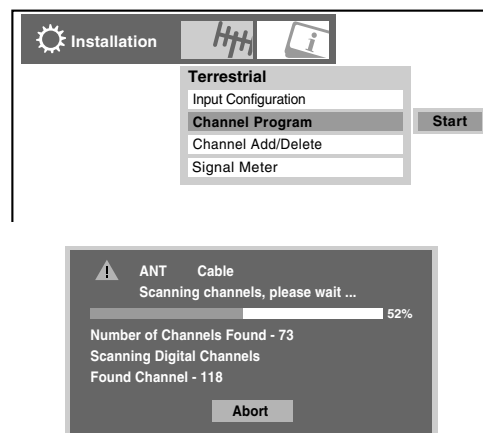 Installation
Terrestrial
Input Configuration
Channel Program Start
Channel Add/Delete
Signal Meter
ANT Cable
Scanning channels, please wait ...
52%
Number of Channels Found - 73
Scanning Digital Channels
Found Channel - 118
Abort